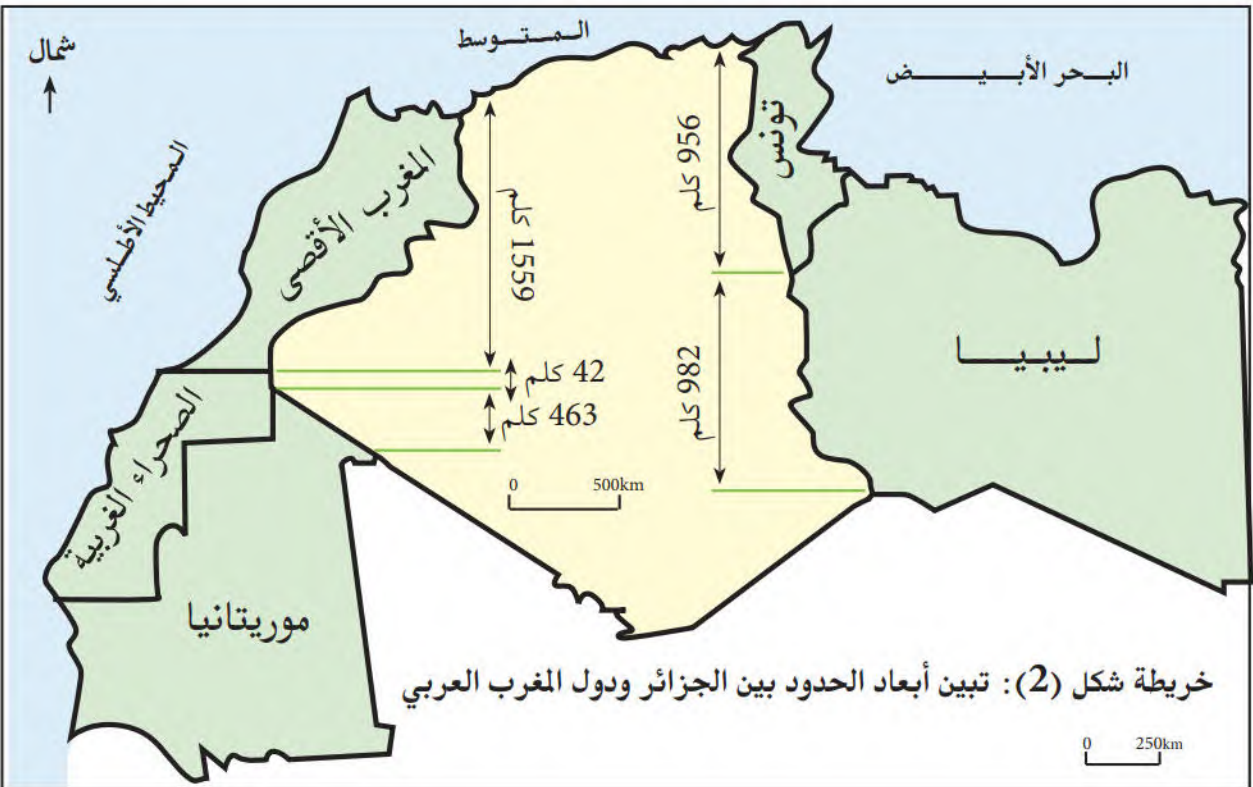 شمال
المتوسط
البحر الأبيض
المحيط الأطلسي
المغرب الأقصى
تونس
ليبيا
الصحراء الغربية
موريتانيا
956 كلم
1559 كلم
982 كلم
42 كلم
463 كلم
0 500km
خريطة شكل (2): تبين أبعاد الحدود بين الجزائر ودول المغرب العربي
0 250km